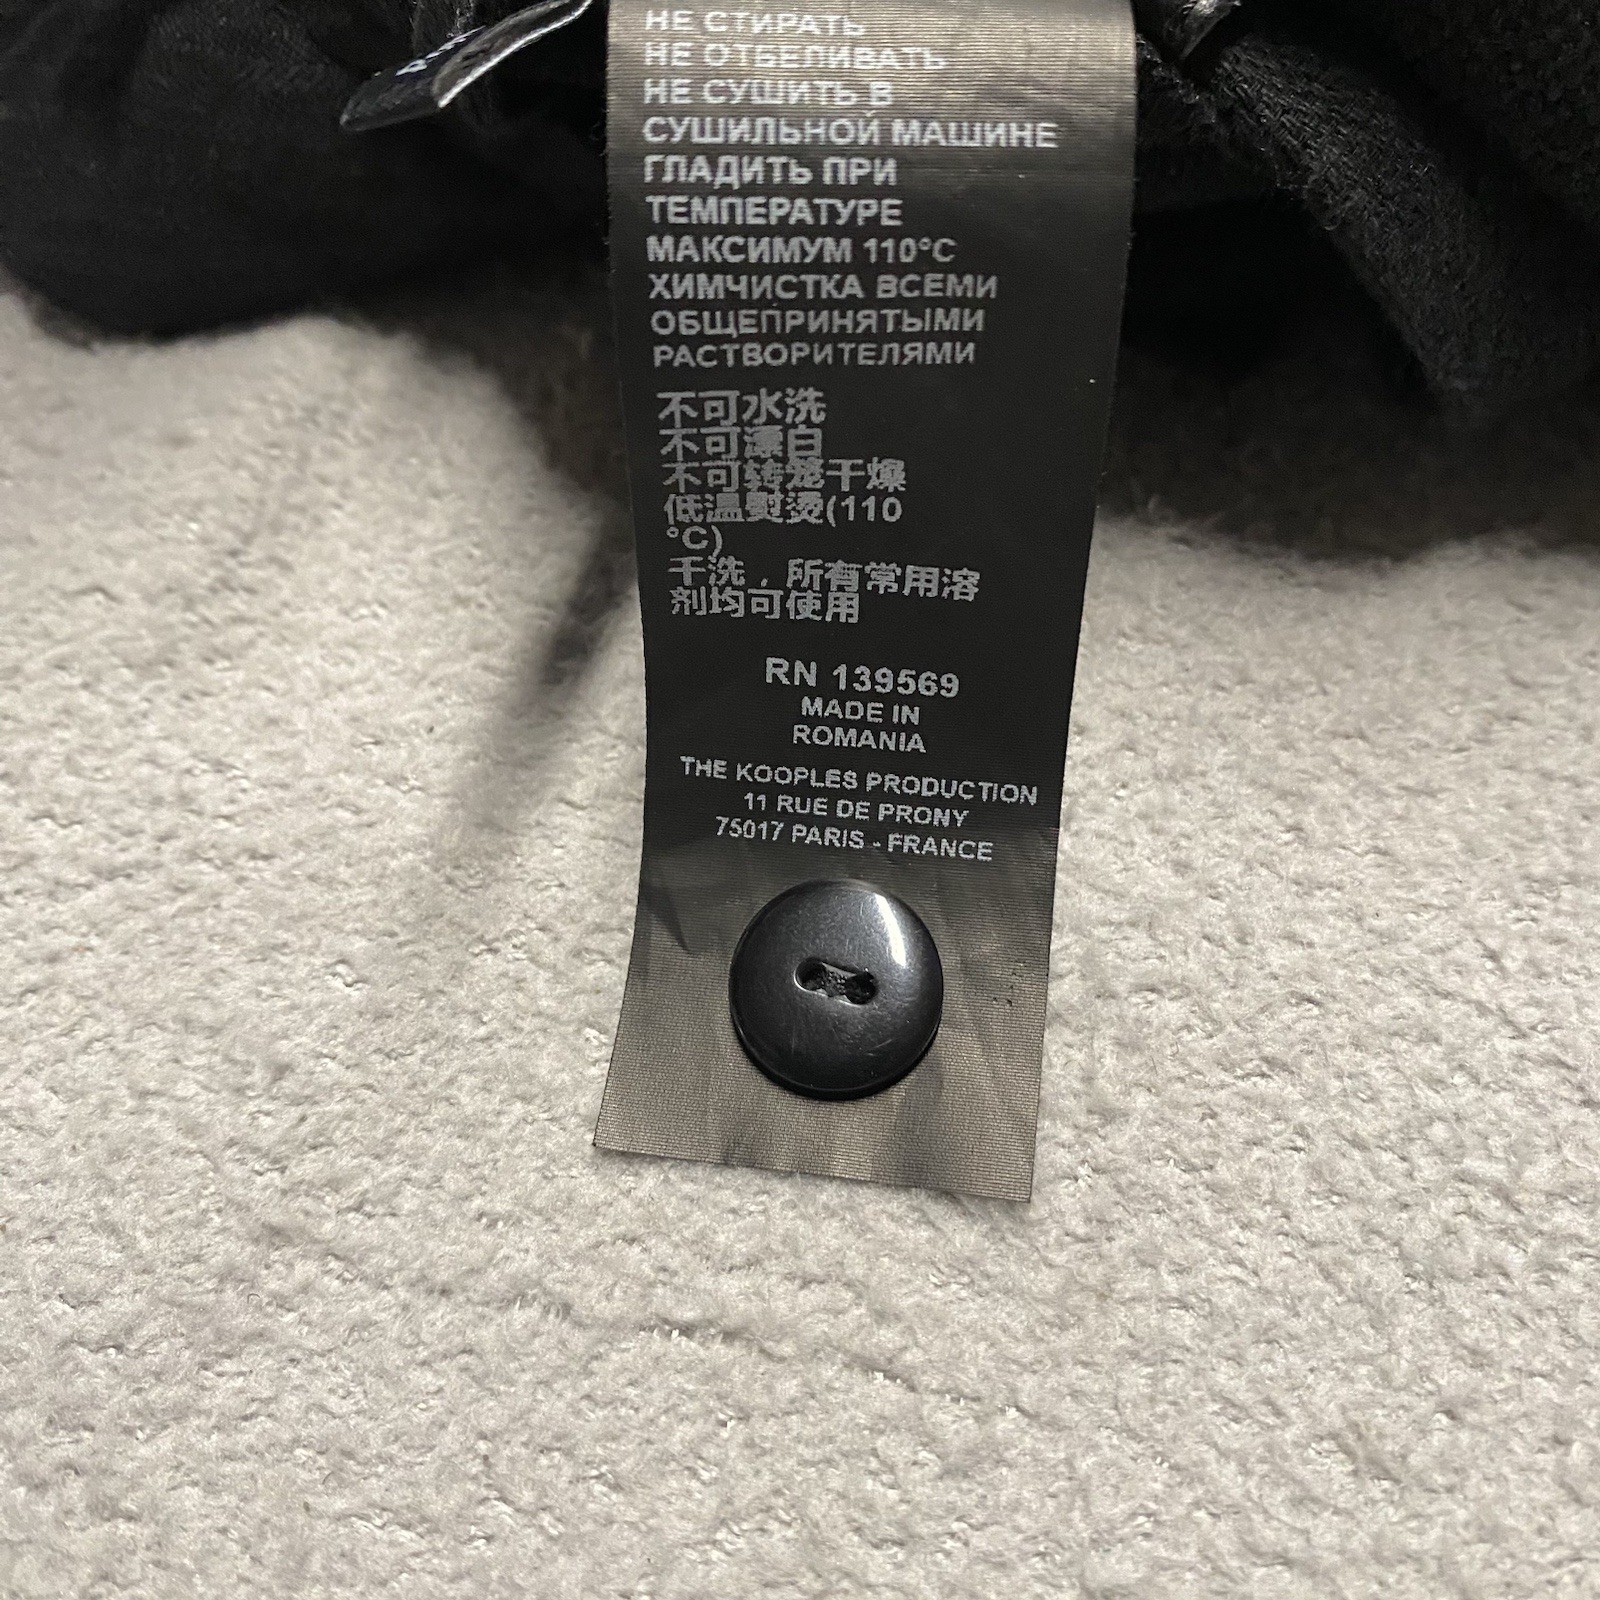 НЕ СТИРАТЬ
НЕ ОТБЕЛИВАТЬ
НЕ СУШИТЬ В
СУШИЛЬНОЙ МАШИНЕ
ГЛАДИТЬ ПРИ
ТЕМПЕРАТУРЕ
МАКСИМУМ 110°C
ХИМЧИСТКА ВСЕМИ
ОБЩЕПРИНЯТЫМИ
РАСТВОРИТЕЛЯМИ
不可水洗
不可漂白
不可转笼干燥
低温熨烫(110
°C)
干洗，所有常用溶
剂均可使用
RN 139569
MADE IN
ROMANIA
THE KOOPLES PRODUCTION
11 RUE DE PRONY
75017 PARIS - FRANCE